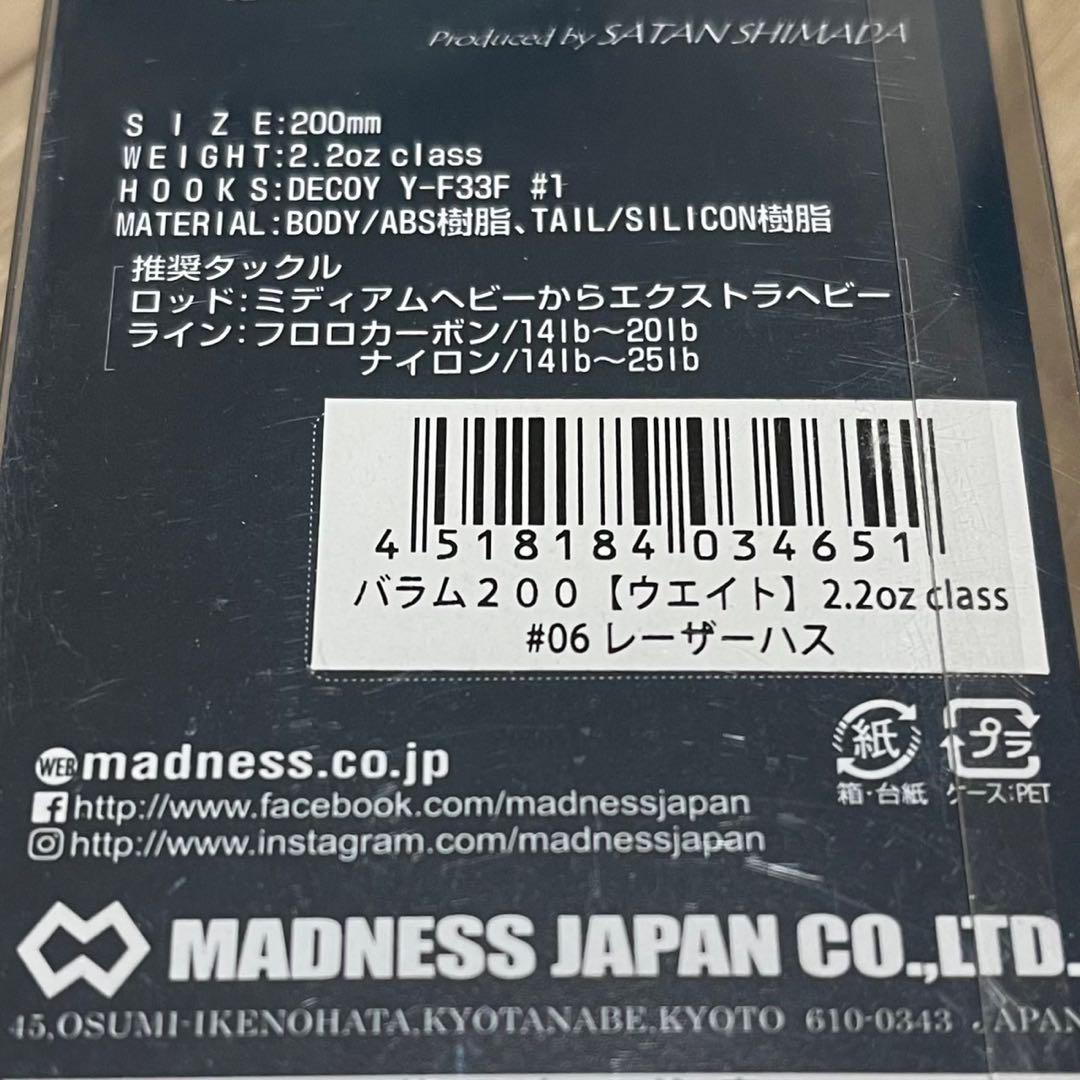 Produced by SATAN SHIMADA
SIZE:200mm
WEIGHT:2.2oz class
HOOKS:DECOY Y-F33F #1
MATERIAL:BODY/ABS樹脂、TAIL/SILICON樹脂
推奨タックル
ロッド:ミディアムヘビーからエクストラヘビー
ライン:フロロカーボン/14lb〜20lb
ナイロン/14lb〜25lb
4 518184 034651
バラム200【ウエイト】2.2oz class
#06 レーザーハス
紙 プラ
箱・台紙 ケース:PET
WEB madness.co.jp
http://www.facebook.com/madnessjapan
http://www.instagram.com/madnessjapan
MADNESS JAPAN CO.,LTD.
45,OSUMI-IKENOHATA,KYOTANABE,KYOTO 610-0343 JAPAN